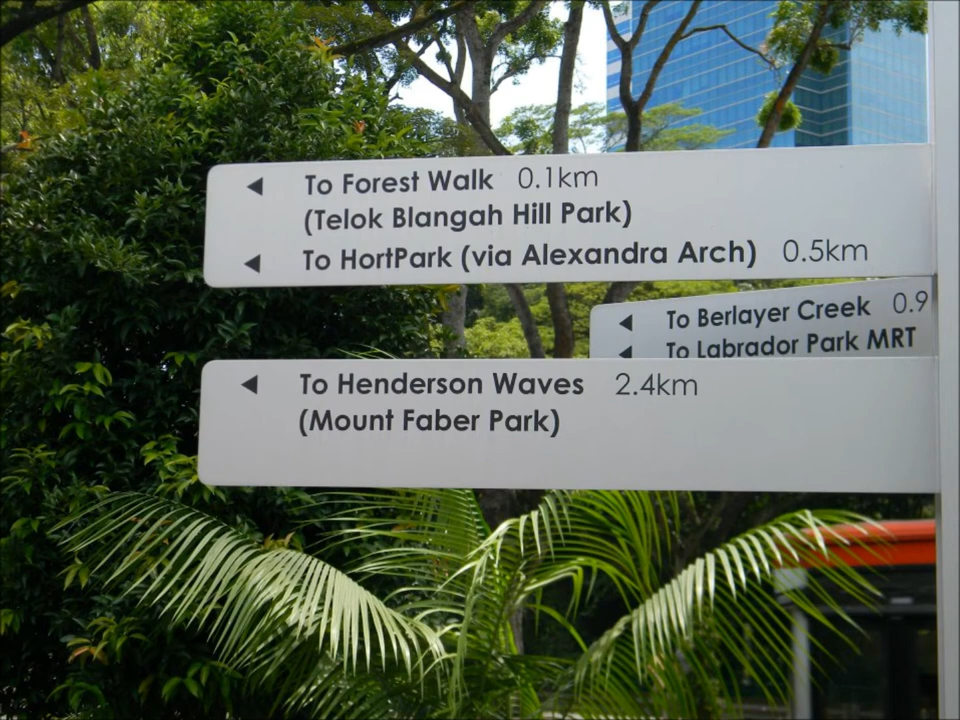 To Forest Walk 0.1km
(Telok Blangah Hill Park)
To HortPark (via Alexandra Arch) 0.5km
To Berlayer Creek 0.9
To Labrador Park MRT
To Henderson Waves 2.4km
(Mount Faber Park)